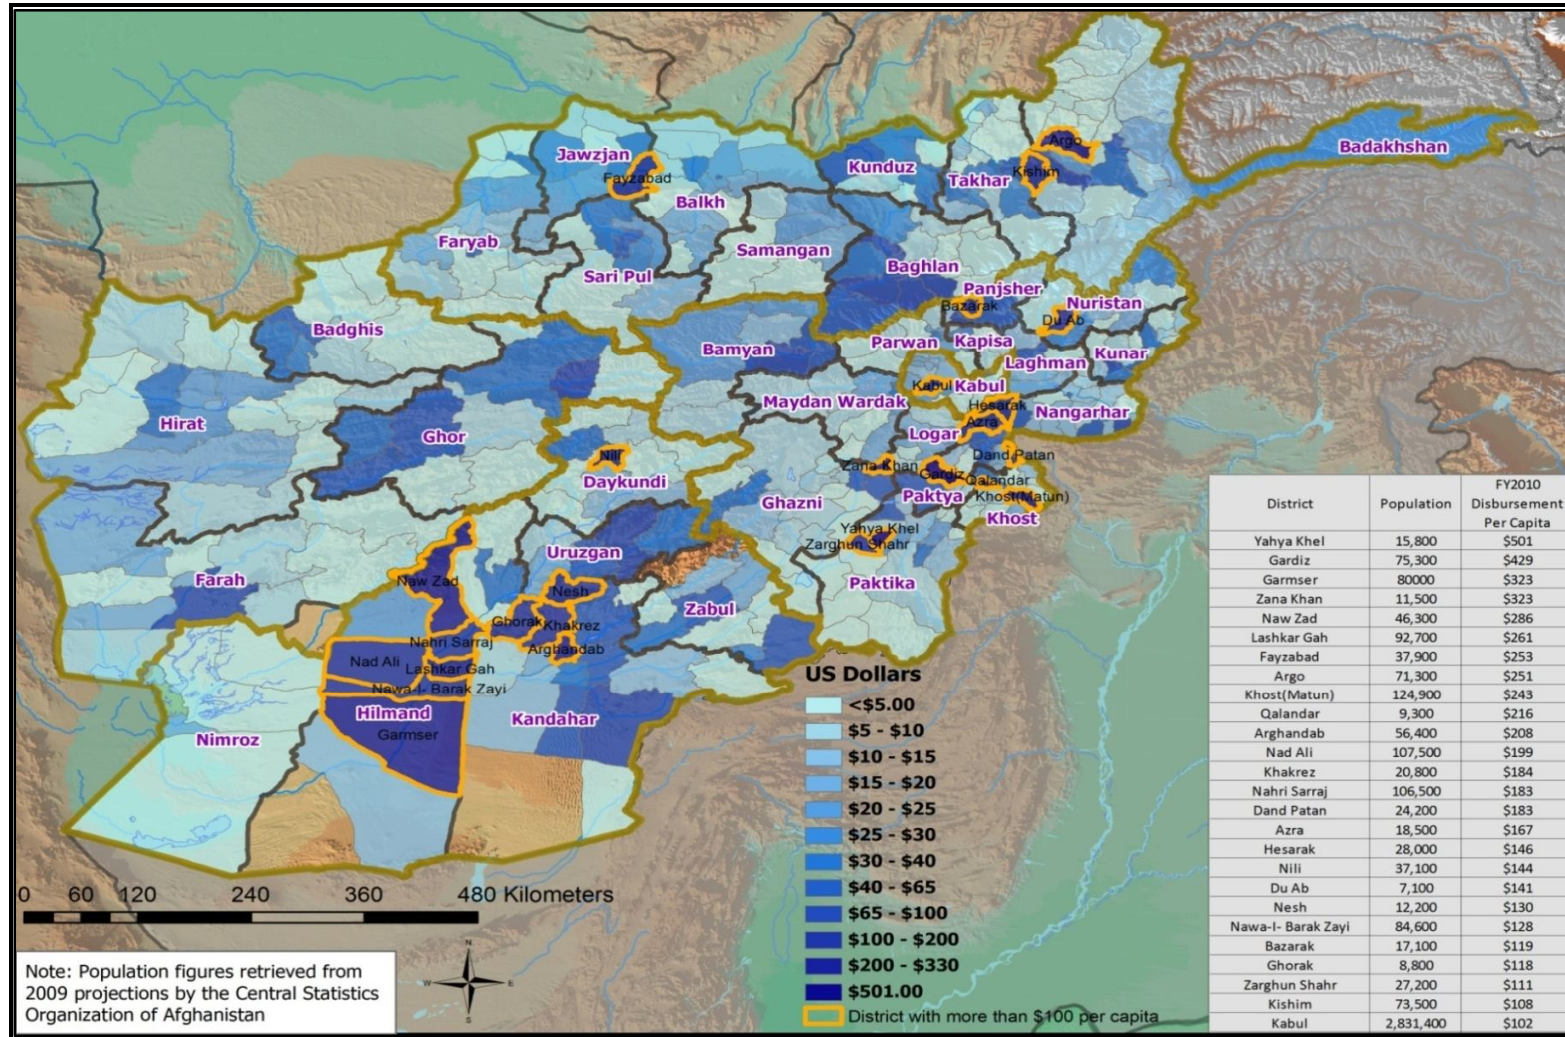 Badakhshan
Argo
Jawzjan
Kunduz
Kishim
Takhar
Fayzabad
Balkh
Faryab
Samangan
Baghlan
Sari Pul
Panjsher
Nuristan
Bazarak
Du Ab
Badghis
Bamyan
Parwan
Kapisa
Kunar
Laghman
Kabul
Kabul
Maydan Wardak
Hesarak
Nangarhar
Azra
Hirat
Ghor
Logar
Nili
Dand Patan
Zana Khan
Gardiz
Qalandar
Daykundi
Ghazni
Paktya
Khost(Matun)
Khost
Yahya Khel
Zarghun Shahr
Uruzgan
Farah
Naw Zad
Nesh
Paktika
Zabul
Ghorak
Khakrez
Nahri Sarraj
Arghandab
Nad Ali
Lashkar Gah
Nawa-I- Barak Zayi
Hilmand
Kandahar
Garmser
Nimroz
US Dollars
<$5.00
$5 - $10
$10 - $15
$15 - $20
$20 - $25
$25 - $30
$30 - $40
$40 - $65
$65 - $100
$100 - $200
$200 - $330
$501.00
District with more than $100 per capita
0 60 120 240 360 480 Kilometers
N
W E
S
Note: Population figures retrieved from
2009 projections by the Central Statistics
Organization of Afghanistan
District Population FY2010 Disbursement Per Capita
Yahya Khel 15,800 $501
Gardiz 75,300 $429
Garmser 80000 $323
Zana Khan 11,500 $323
Naw Zad 46,300 $286
Lashkar Gah 92,700 $261
Fayzabad 37,900 $253
Argo 71,300 $251
Khost(Matun) 124,900 $243
Qalandar 9,300 $216
Arghandab 56,400 $208
Nad Ali 107,500 $199
Khakrez 20,800 $184
Nahri Sarraj 106,500 $183
Dand Patan 24,200 $183
Azra 18,500 $167
Hesarak 28,000 $146
Nili 37,100 $144
Du Ab 7,100 $141
Nesh 12,200 $130
Nawa-I- Barak Zayi 84,600 $128
Bazarak 17,100 $119
Ghorak 8,800 $118
Zarghun Shahr 27,200 $111
Kishim 73,500 $108
Kabul 2,831,400 $102